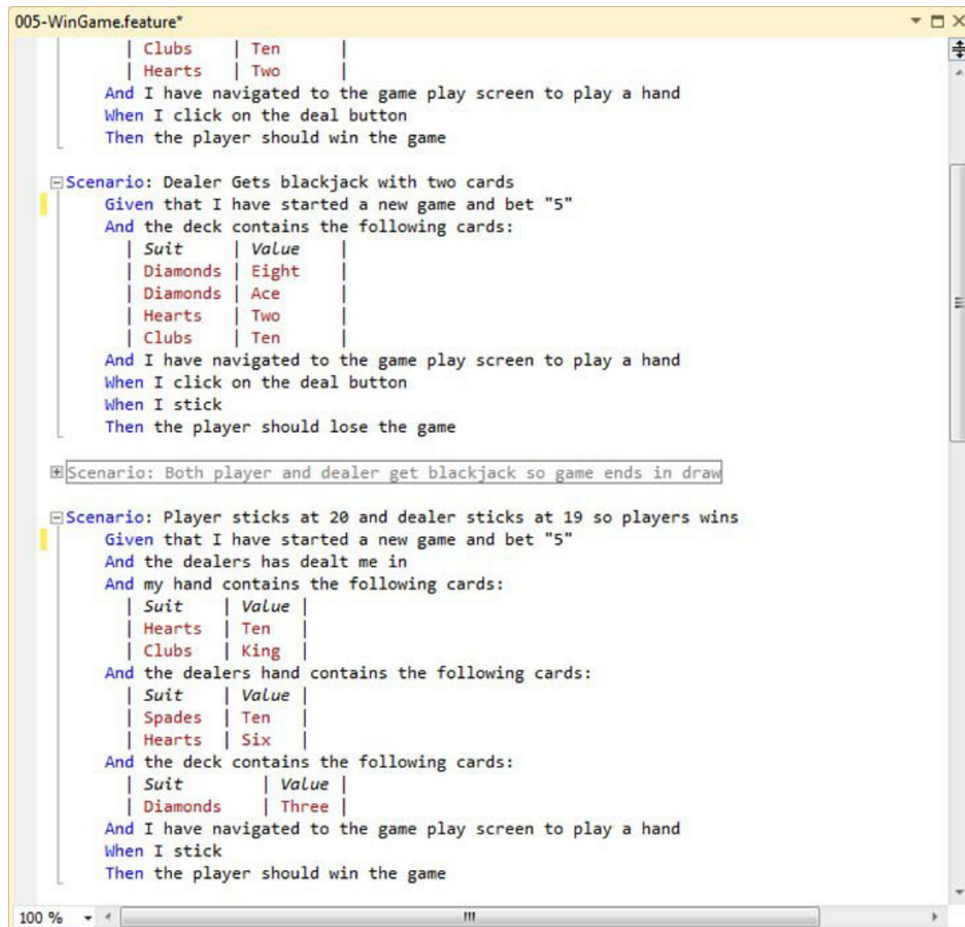 005-WinGame.feature*
| Clubs | Ten
| Hearts | Two |
And I have navigated to the game play screen to play a hand
When I click on the deal button
Then the player should win the game
Scenario: Dealer Gets blackjack with two cards
Given that I have started a new game and bet "5"
And the deck contains the following cards:
| Suit | Value |
| Diamonds | Eight |
| Diamonds | Ace |
| Hearts | Two |
| Clubs | Ten |
And I have navigated to the game play screen to play a hand
When I click on the deal button
When I stick
Then the player should lose the game
Scenario: Both player and dealer get blackjack so game ends in draw
Scenario: Player sticks at 20 and dealer sticks at 19 so players wins
Given that I have started a new game and bet "5"
And the dealers has dealt me in
And my hand contains the following cards:
| Suit | Value |
| Hearts | Ten |
| Clubs | King |
And the dealers hand contains the following cards:
| Suit | Value |
| Spades | Ten |
| Hearts | Six |
And the deck contains the following cards:
| Suit | Value |
| Diamonds | Three |
And I have navigated to the game play screen to play a hand
When I stick
Then the player should win the game
100 %